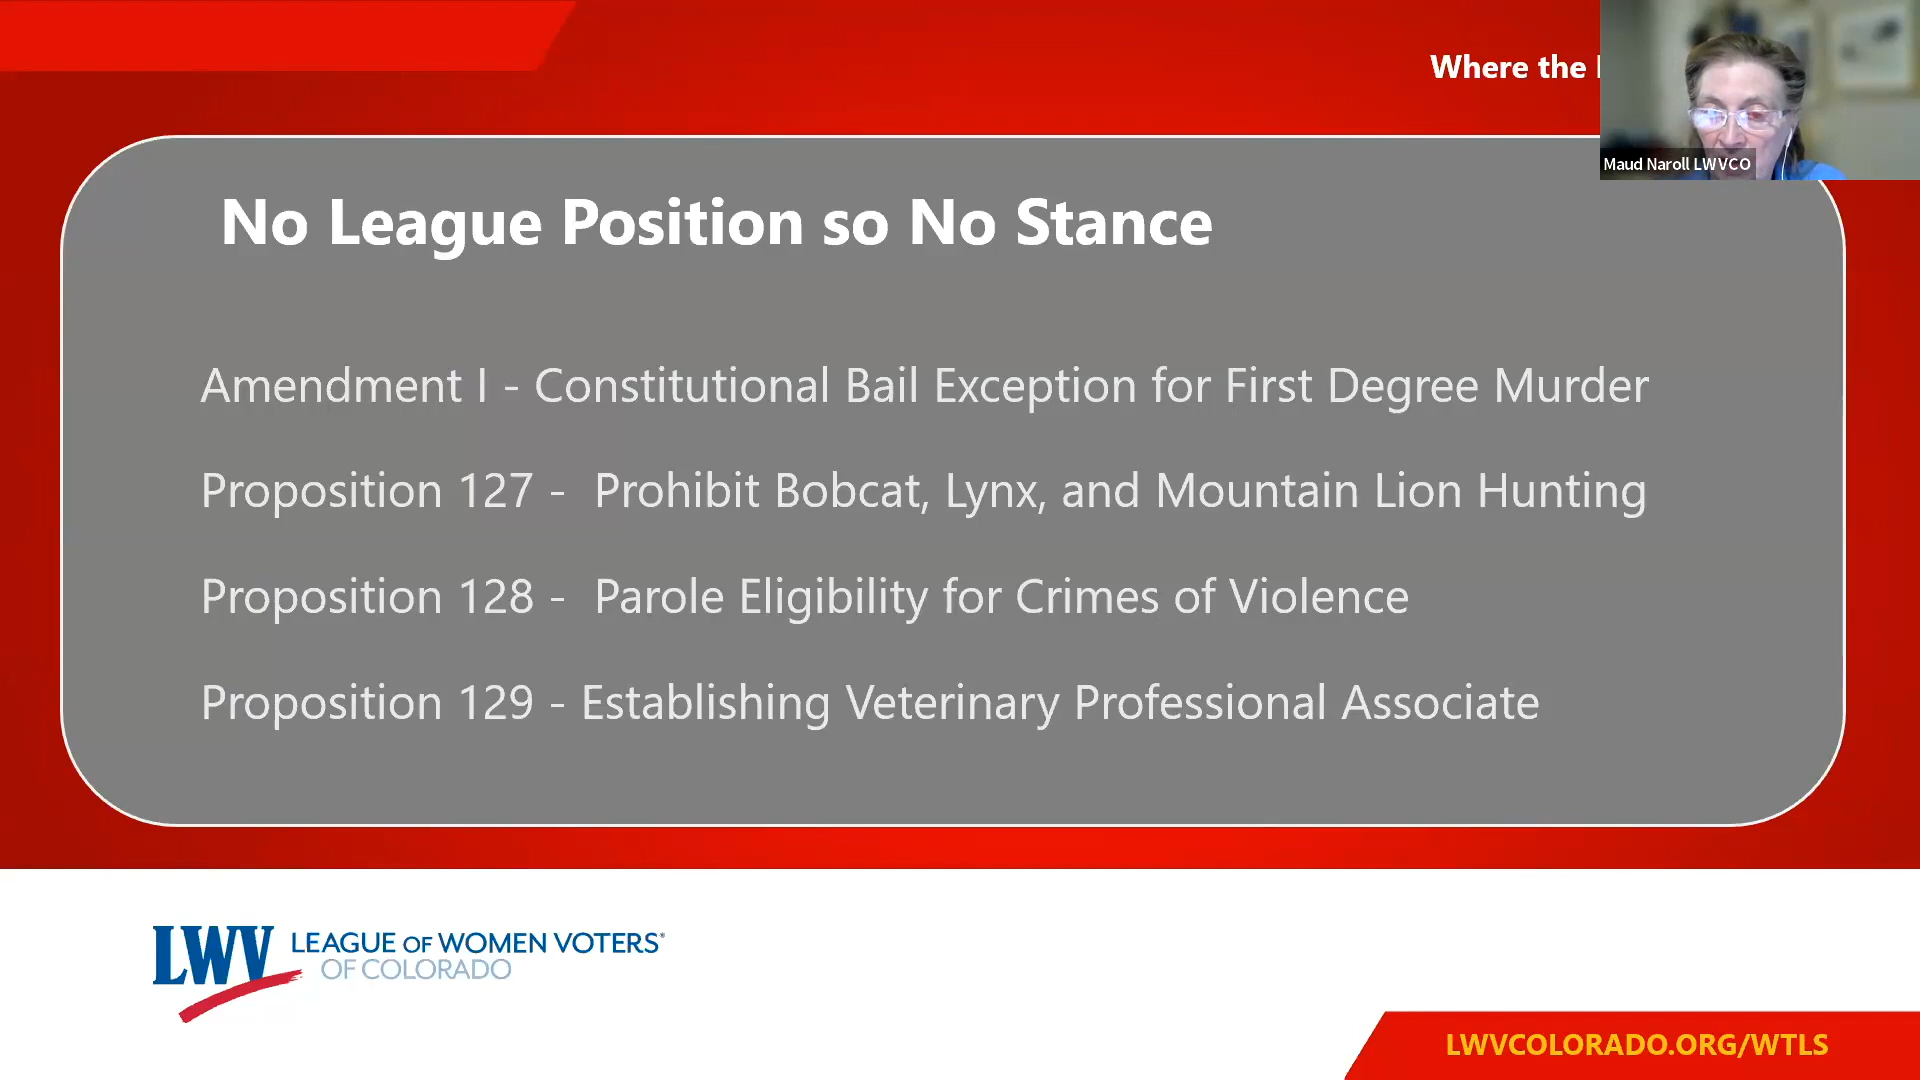 Where the
Maud Naroll LWVCO
No League Position so No Stance
Amendment I - Constitutional Bail Exception for First Degree Murder
Proposition 127 - Prohibit Bobcat, Lynx, and Mountain Lion Hunting
Proposition 128 - Parole Eligibility for Crimes of Violence
Proposition 129 - Establishing Veterinary Professional Associate
LWV LEAGUE OF WOMEN VOTERS®
OF COLORADO
LWVCOLORADO.ORG/WTLS